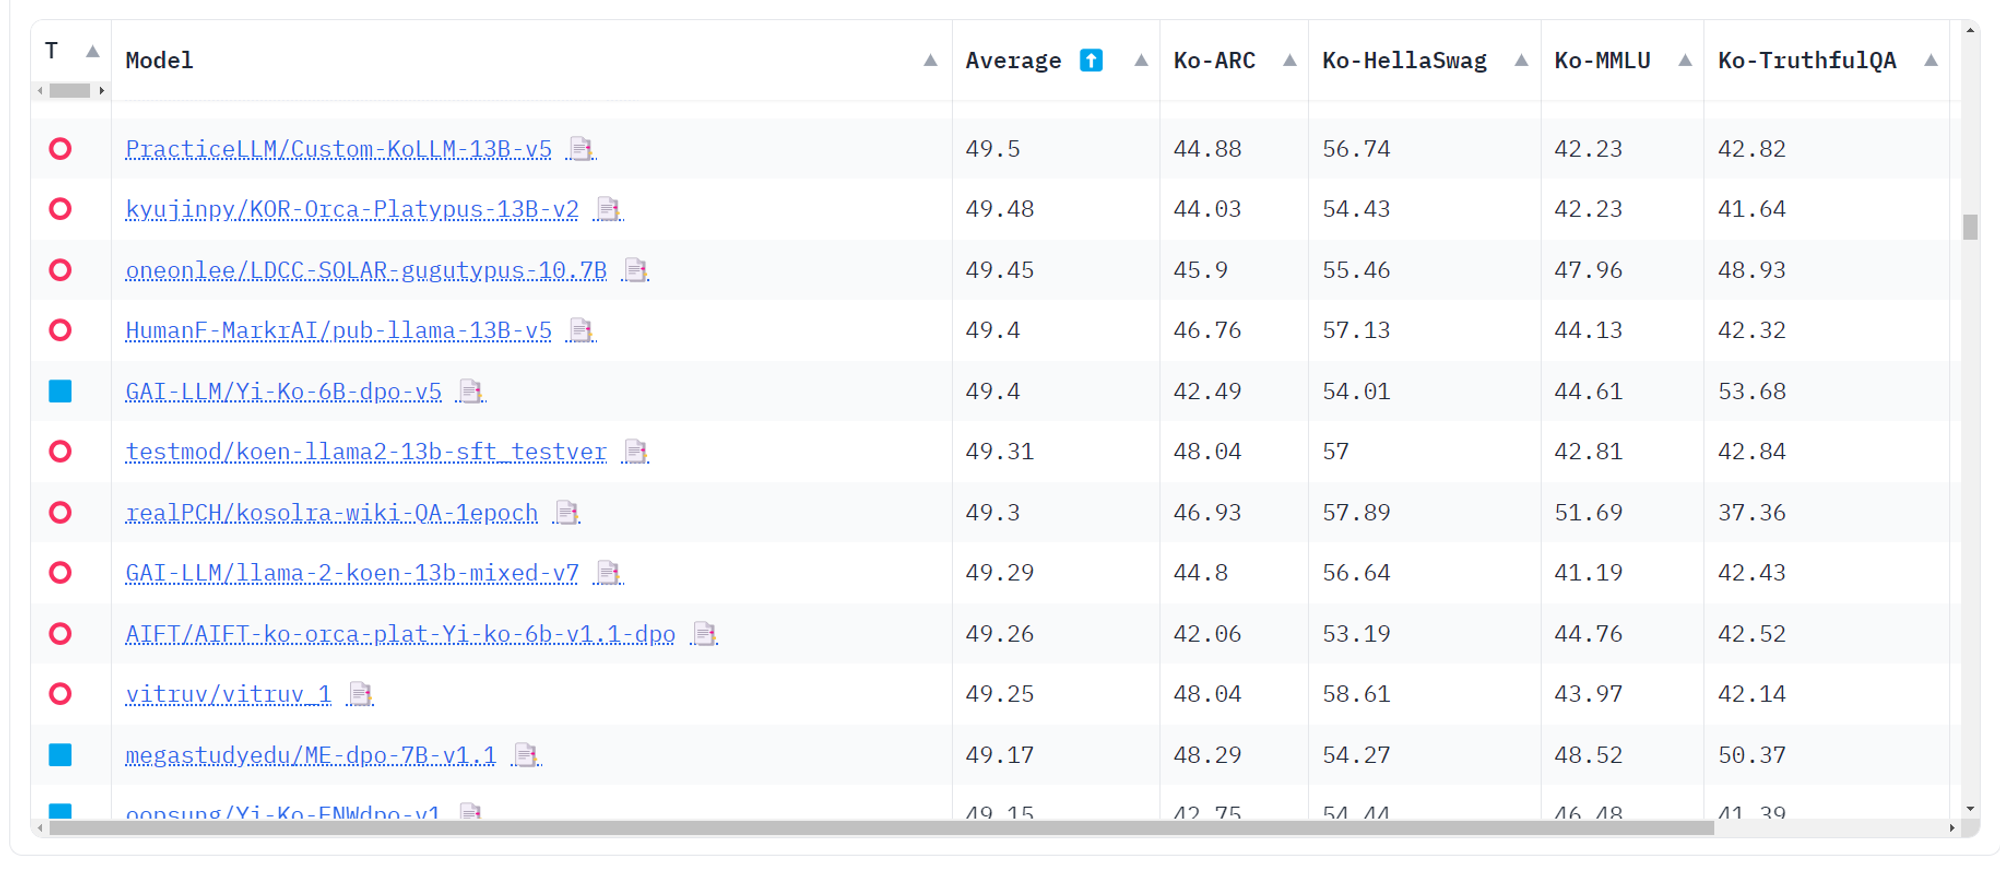 T Model Average Ko-ARC Ko-HellaSwag Ko-MMLU Ko-TruthfulQA
PracticeLLM/Custom-KoLLM-13B-v5 49.5 44.88 56.74 42.23 42.82
kyujinpy/KOR-Orca-Platypus-13B-v2 49.48 44.03 54.43 42.23 41.64
oneonlee/LDCC-SOLAR-gugutypus-10.7B 49.45 45.9 55.46 47.96 48.93
HumanF-MarkrAI/pub-llama-13B-v5 49.4 46.76 57.13 44.13 42.32
GAI-LLM/Yi-Ko-6B-dpo-v5 49.4 42.49 54.01 44.61 53.68
testmod/koen-llama2-13b-sft_testver 49.31 48.04 57 42.81 42.84
realPCH/kosolra-wiki-QA-1epoch 49.3 46.93 57.89 51.69 37.36
GAI-LLM/llama-2-koen-13b-mixed-v7 49.29 44.8 56.64 41.19 42.43
AIFT/AIFT-ko-orca-plat-Yi-ko-6b-v1.1-dpo 49.26 42.06 53.19 44.76 42.52
vitruv/vitruv_1 49.25 48.04 58.61 43.97 42.14
megastudyedu/ME-dpo-7B-v1.1 49.17 48.29 54.27 48.52 50.37
oopsung/Yi-Ko-ENWdpo-v1 49.15 42.75 54.44 46.48 41.39